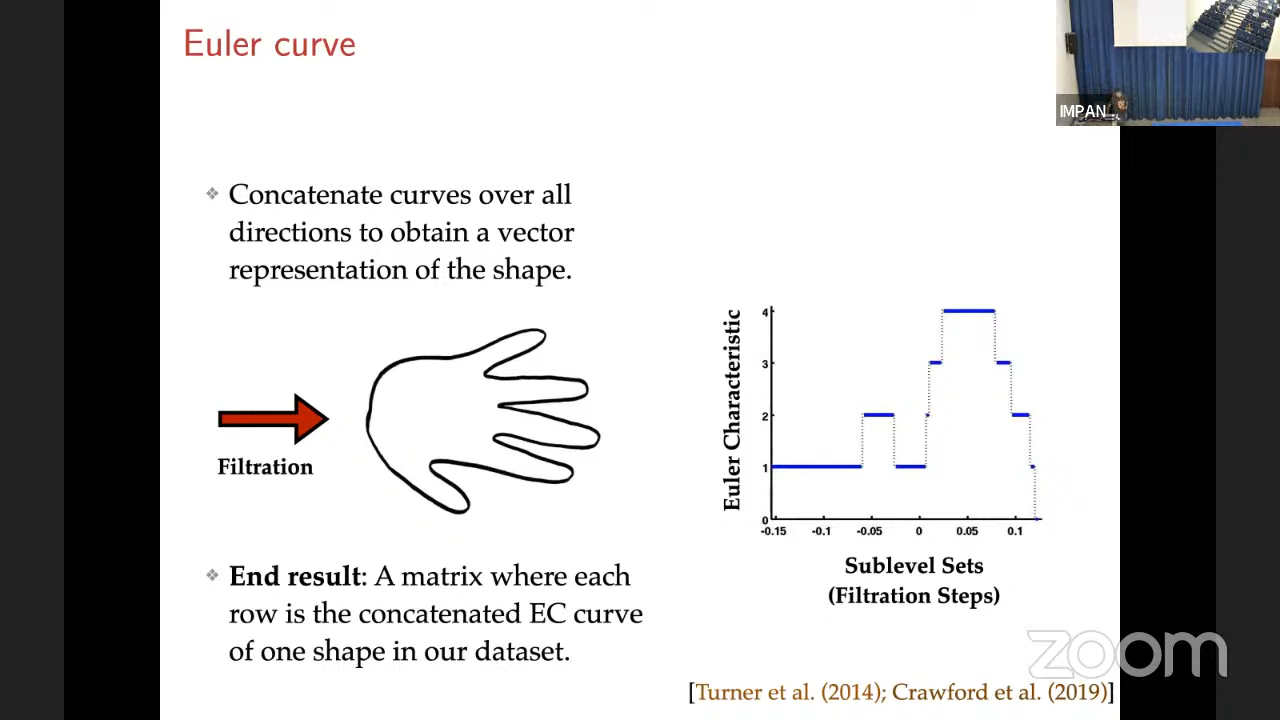 Euler curve
IMPAN
❖ Concatenate curves over all
directions to obtain a vector
representation of the shape.
Filtration
Euler Characteristic
4
3
2
1
0
-0.15 -0.1 -0.05 0 0.05 0.1
Sublevel Sets
(Filtration Steps)
❖ End result: A matrix where each
row is the concatenated EC curve
of one shape in our dataset.
zoom
[Turner et al. (2014); Crawford et al. (2019)]